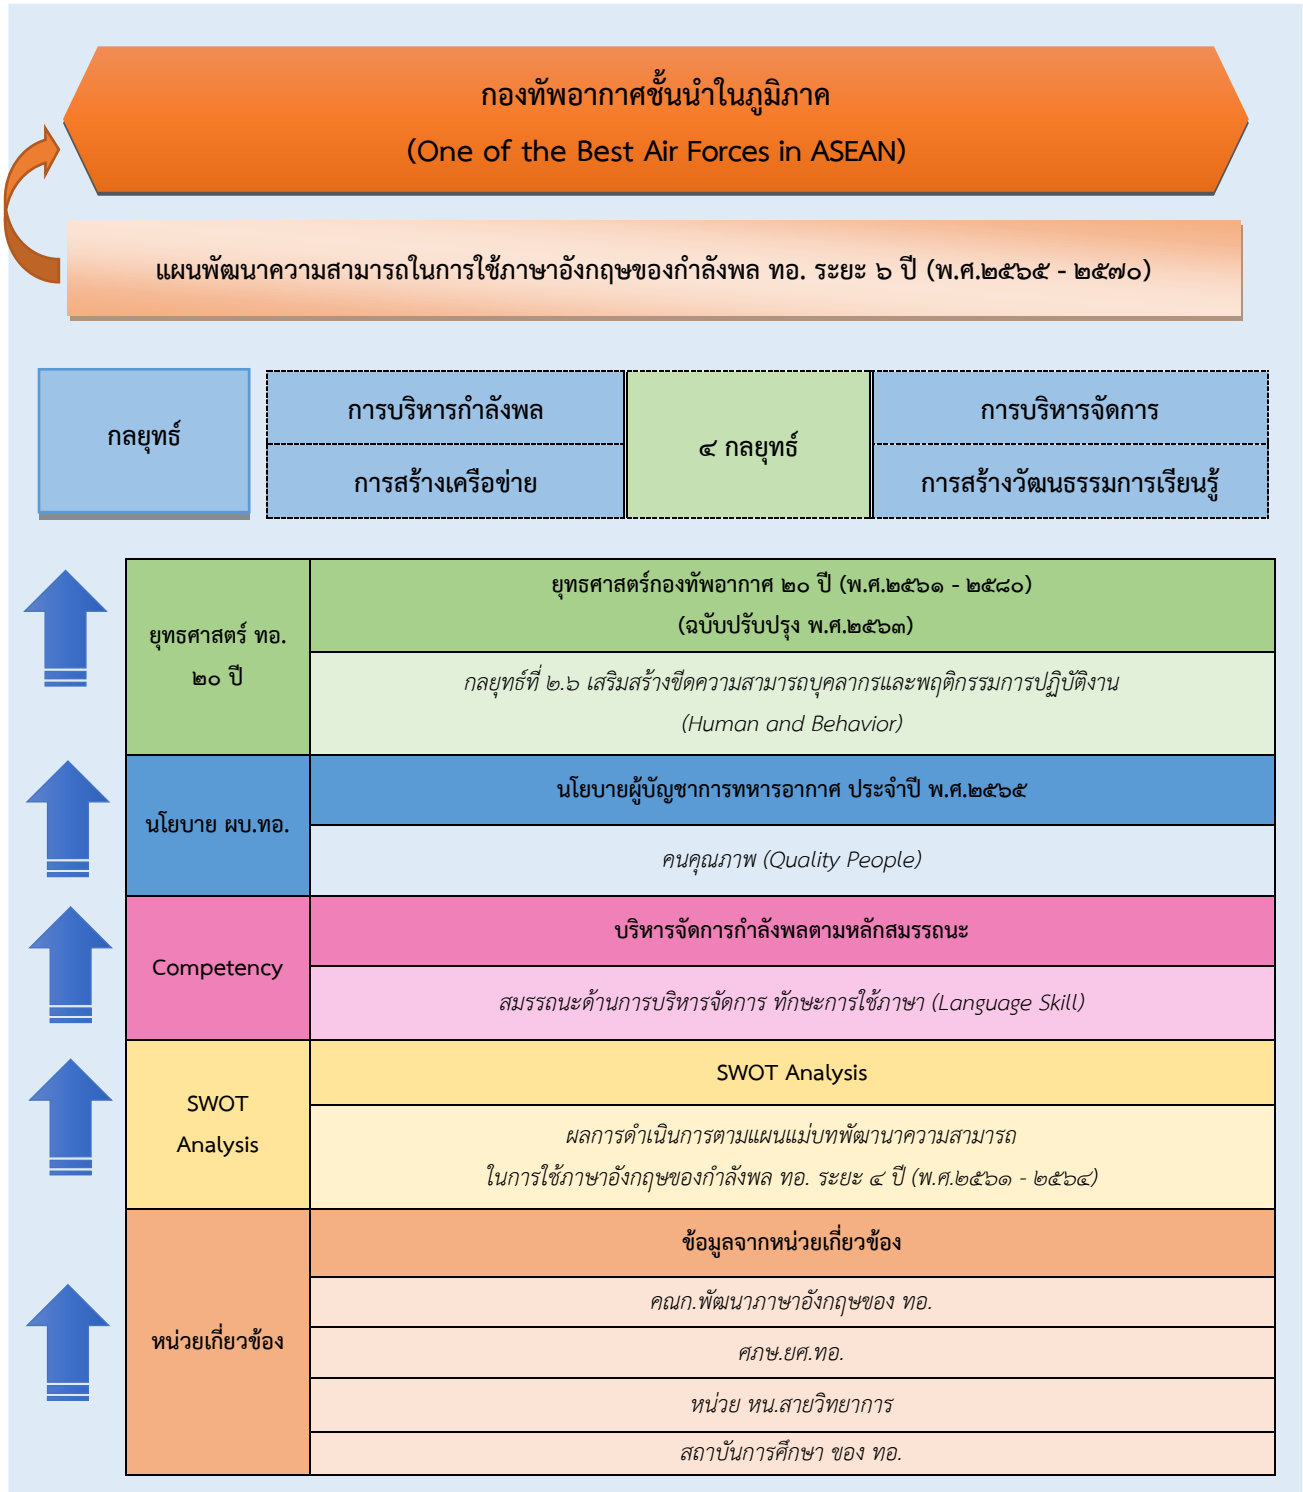 กองทัพอากาศชั้นนำในภูมิภาค
(One of the Best Air Forces in ASEAN)
แผนพัฒนาความสามารถในการใช้ภาษาอังกฤษของกำลังพล ทอ. ระยะ ๖ ปี (พ.ศ.๒๕๖๕ - ๒๕๗๐)
กลยุทธ์
การบริหารกำลังพล
การสร้างเครือข่าย
๔ กลยุทธ์
การบริหารจัดการ
การสร้างวัฒนธรรมการเรียนรู้
ยุทธศาสตร์ ทอ.
๒๐ ปี
ยุทธศาสตร์กองทัพอากาศ ๒๐ ปี (พ.ศ.๒๕๖๑ - ๒๕๘๐)
(ฉบับปรับปรุง พ.ศ.๒๕๖๓)
กลยุทธ์ที่ ๒.๖ เสริมสร้างขีดความสามารถบุคลากรและพฤติกรรมการปฏิบัติงาน
(Human and Behavior)
นโยบาย ผบ.ทอ.
นโยบายผู้บัญชาการทหารอากาศ ประจำปี พ.ศ.๒๕๖๕
คนคุณภาพ (Quality People)
Competency
บริหารจัดการกำลังพลตามหลักสมรรถนะ
สมรรถนะด้านการบริหารจัดการ ทักษะการใช้ภาษา (Language Skill)
SWOT
Analysis
SWOT Analysis
ผลการดำเนินการตามแผนแม่บทพัฒานาความสามารถ
ในการใช้ภาษาอังกฤษของกำลังพล ทอ. ระยะ ๔ ปี (พ.ศ.๒๕๖๑ - ๒๕๖๔)
หน่วยเกี่ยวข้อง
ข้อมูลจากหน่วยเกี่ยวข้อง
คณก.พัฒนาภาษาอังกฤษของ ทอ.
ศภษ.ยศ.ทอ.
หน่วย หน.สายวิทยาการ
สถาบันการศึกษา ของ ทอ.